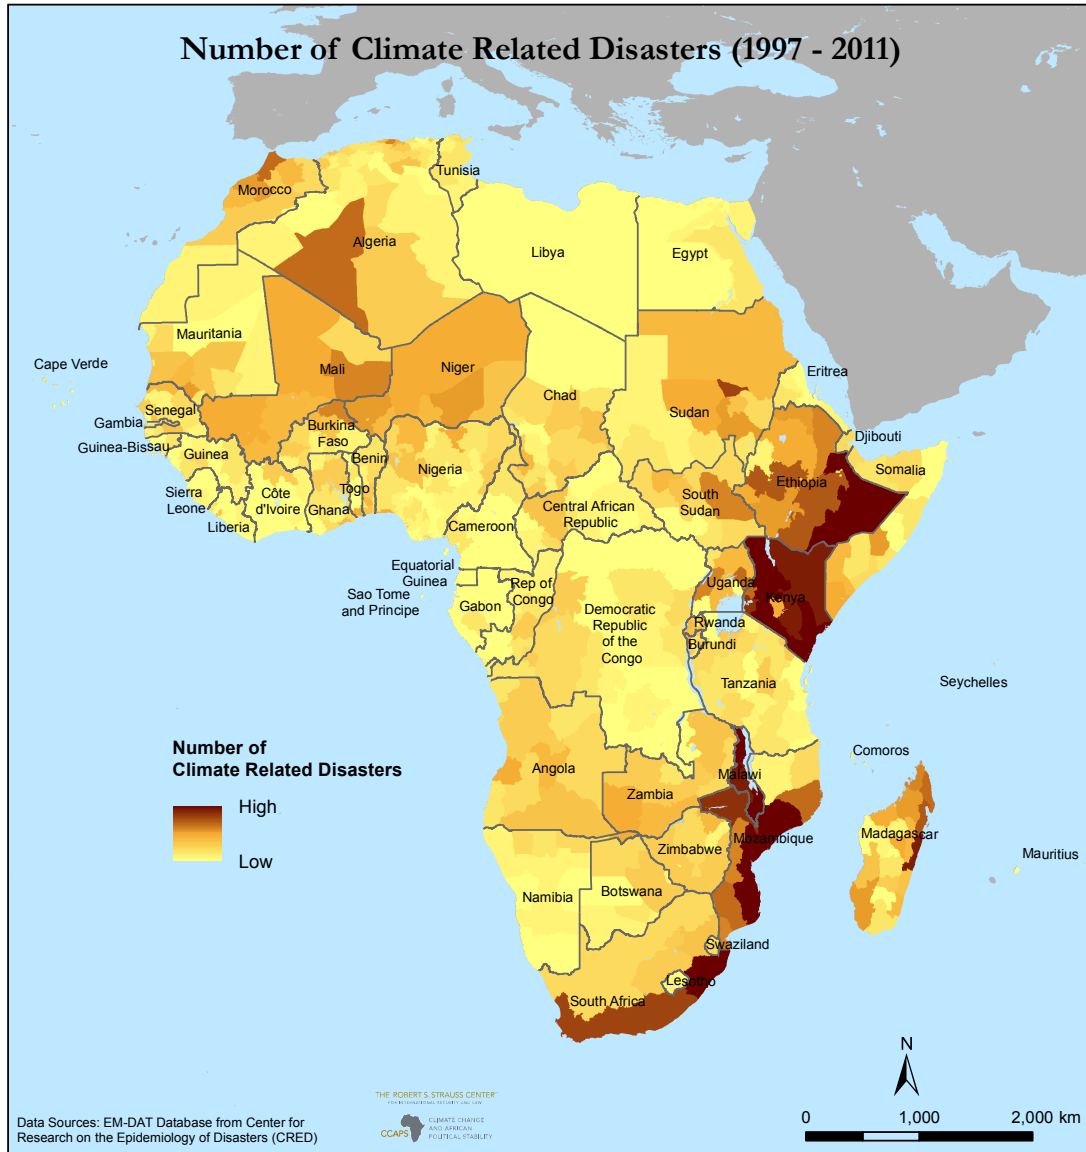 Number of Climate Related Disasters (1997 - 2011)
Tunisia
Morocco
Algeria
Libya
Egypt
Mauritania
Cape Verde
Mali
Niger
Eritrea
Chad
Senegal
Sudan
Gambia
Burkina
Faso
Djibouti
Guinea-Bissau
Guinea
Benin
Nigeria
Somalia
Ethiopia
Togo
Sierra
Leone
Côte
d'Ivoire
Ghana
South
Sudan
Central African
Republic
Liberia
Cameroon
Equatorial
Guinea
Sao Tome
and Principe
Rep of
Congo
Uganda
Kenya
Gabon
Democratic
Republic
of the
Congo
Rwanda
Burundi
Tanzania
Seychelles
Number of
Climate Related Disasters
High
Low
Comoros
Angola
Malawi
Zambia
Mozambique
Madagascar
Zimbabwe
Mauritius
Namibia
Botswana
Swaziland
Lesotho
South Africa
N
THE ROBERT S. STRAUSS CENTER
FOR INTERNATIONAL SECURITY AND LAW
CCAPS
CLIMATE CHANGE
AND AFRICAN
POLITICAL STABILITY
Data Sources: EM-DAT Database from Center for
Research on the Epidemiology of Disasters (CRED)
0 1,000 2,000 km